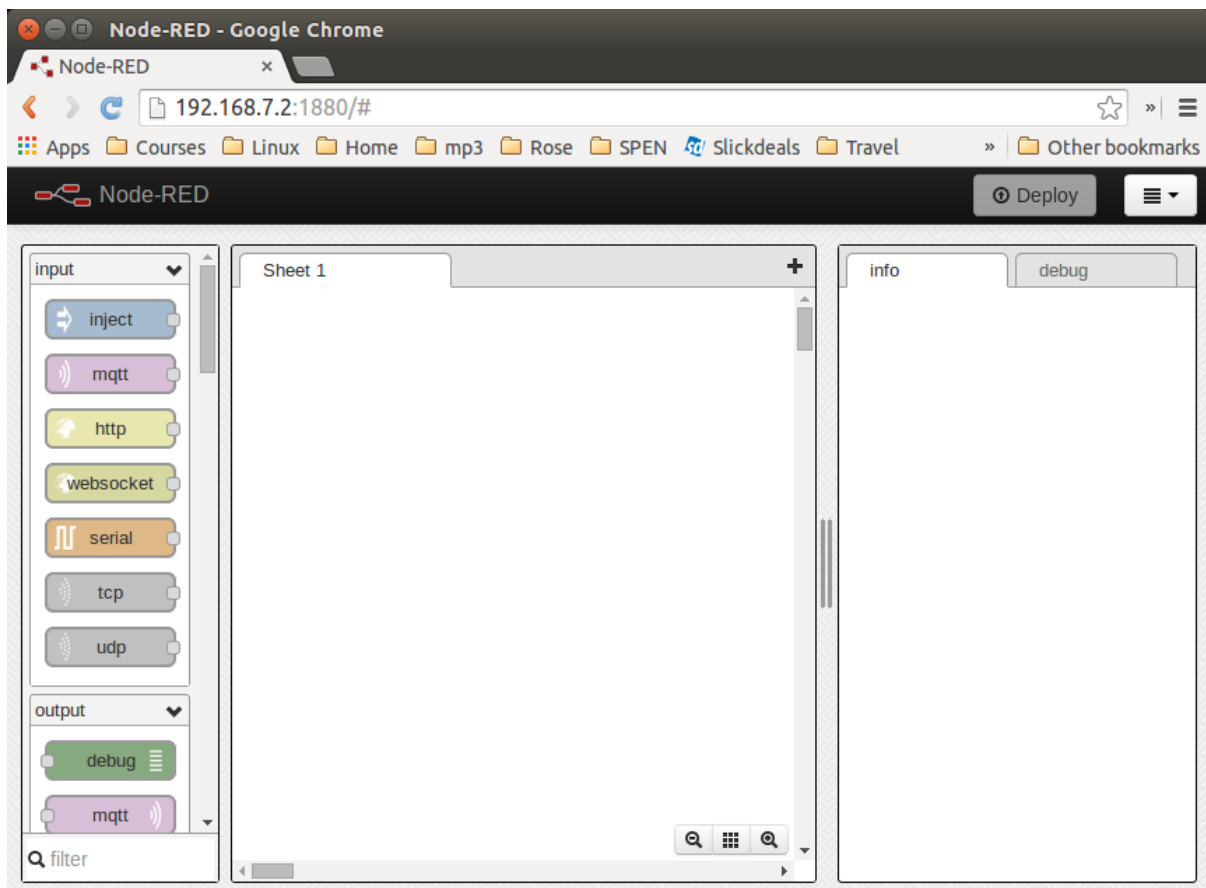 Node-RED - Google Chrome
Node-RED
192.168.7.2:1880/#
Apps Courses Linux Home mp3 Rose SPEN Slickdeals Travel » Other bookmarks
Node-RED Deploy
input
inject
mqtt
http
websocket
serial
tcp
udp
output
debug
mqtt
filter
Sheet 1
info debug